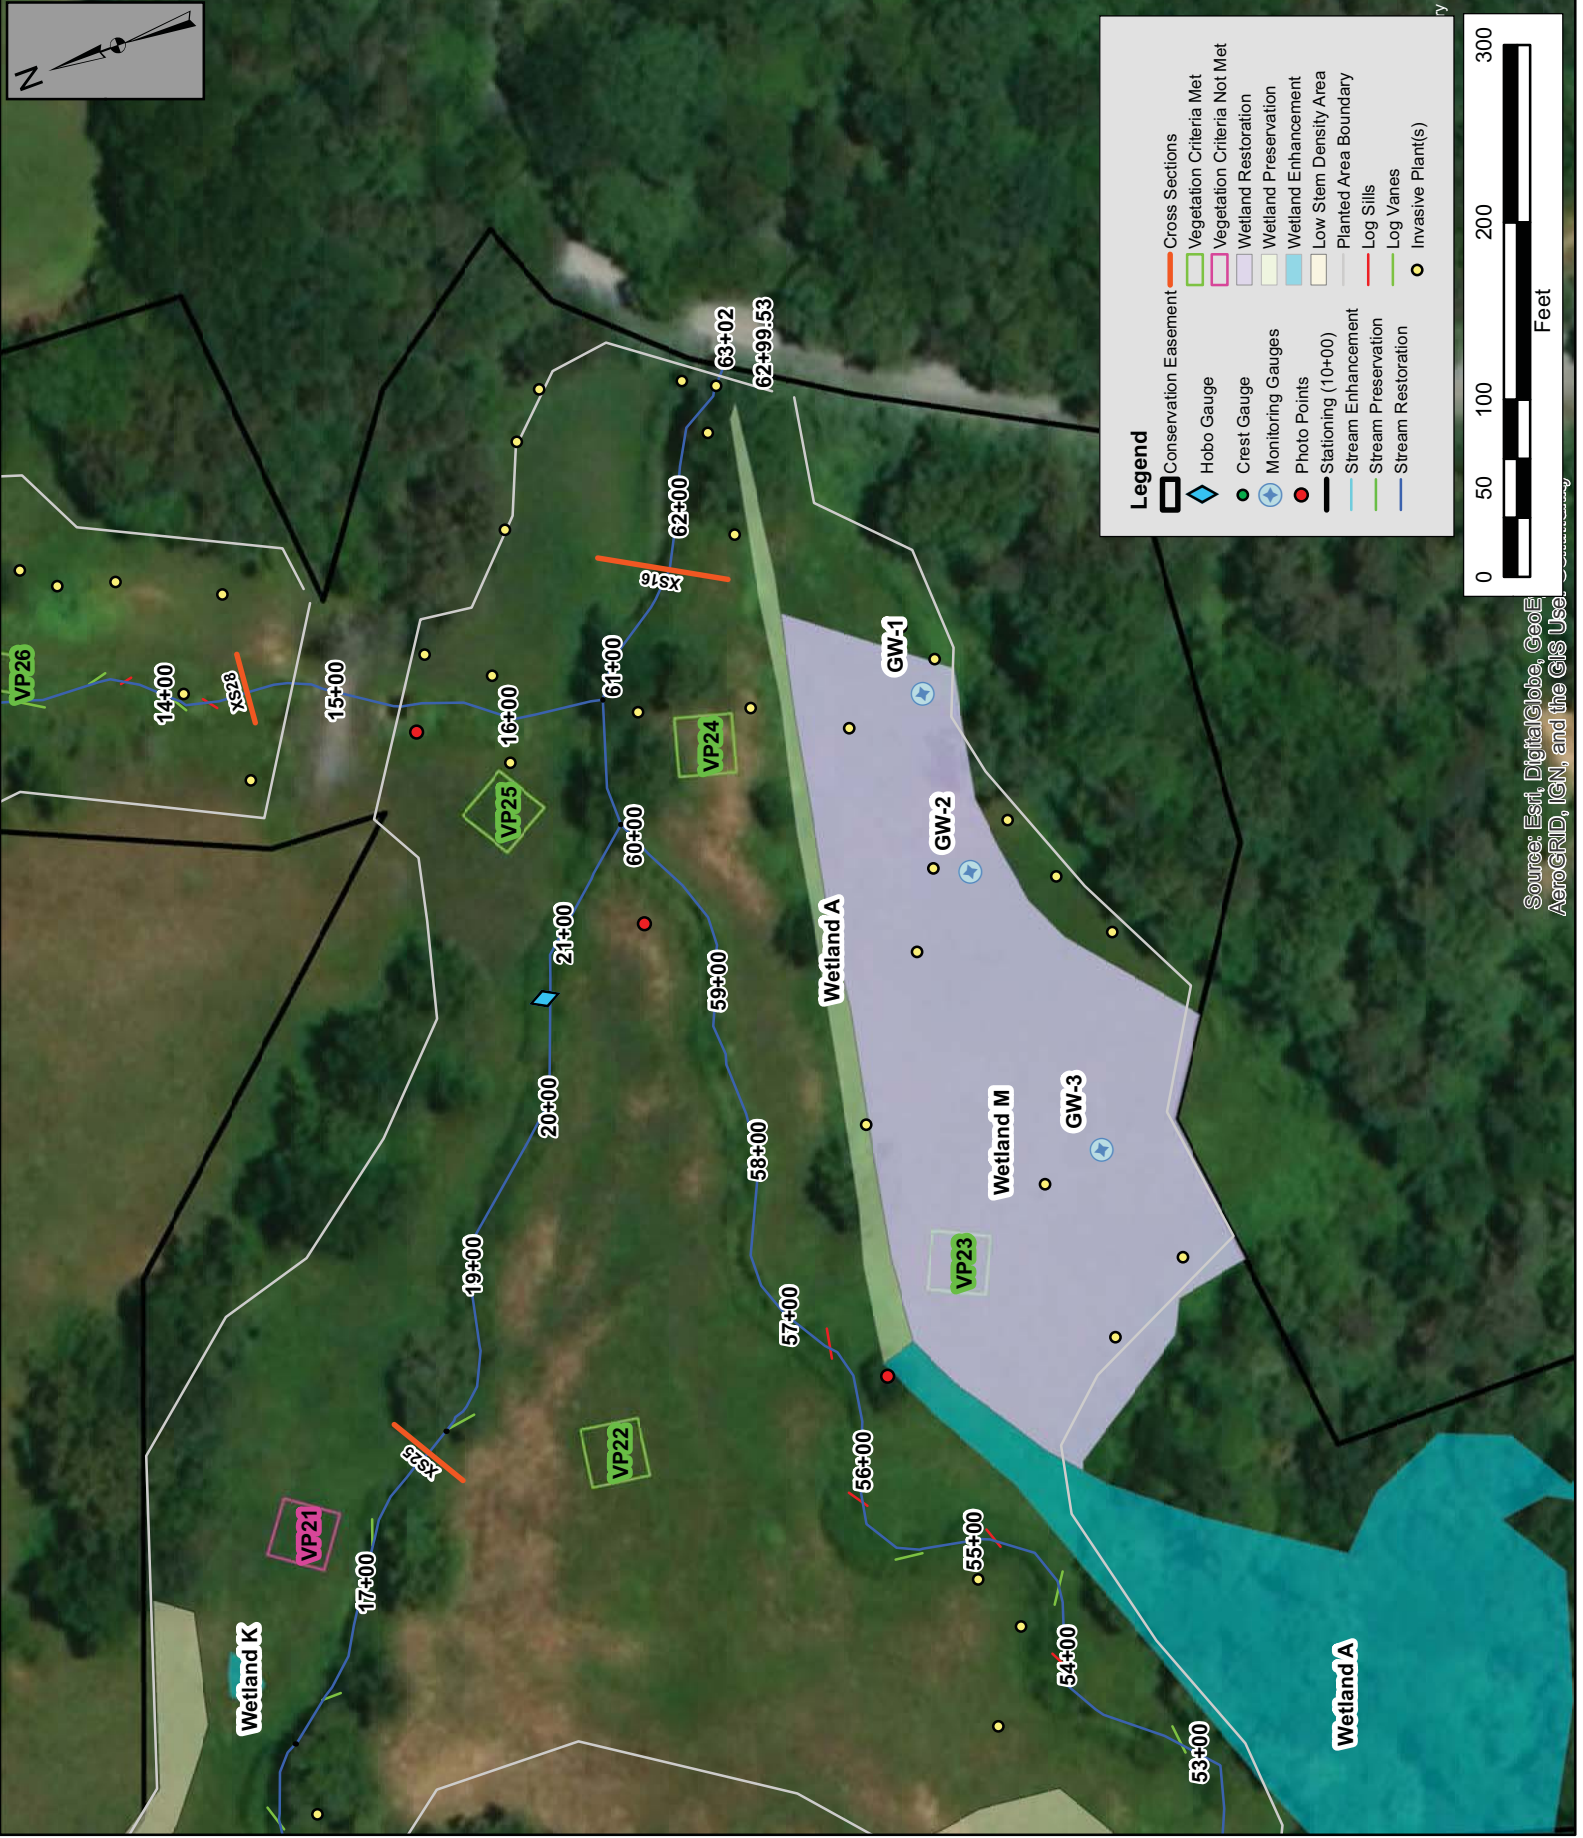 N
VP26
14+00
XS28
15+00
16+00
VP25
VP24
61+00
XS16
62+00
63+02
62+99.53
60+00
21+00
20+00
19+00
XS25
VP21
17+00
Wetland K
VP22
59+00
58+00
57+00
56+00
55+00
54+00
53+00
Wetland A
GW-1
GW-2
GW-3
Wetland M
VP23
Wetland A
Legend
Conservation Easement
Hobo Gauge
Crest Gauge
Monitoring Gauges
Photo Points
Stationing (10+00)
Stream Enhancement
Stream Preservation
Stream Restoration
Cross Sections
Vegetation Criteria Met
Vegetation Criteria Not Met
Wetland Restoration
Wetland Preservation
Wetland Enhancement
Low Stem Density Area
Planted Area Boundary
Log Sills
Log Vanes
Invasive Plant(s)
0 50 100 200 300
Feet
Source: Esri, DigitalGlobe, GeoE
AeroGRID, IGN, and the GIS User